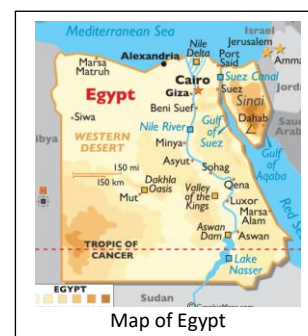 Mediterranean Sea
Israel
Nile
Delta
Port
Said
Jerusalem
Alexandria
Amma
Marsa
Matruh
Cairo
Suez Canal
Giza
Suez
Egypt
Sinai
Beni Suef
Siwa
Dahab
Nile River
Gulf
of
Suez
Saud
Arab
ibya
WESTERN
DESERT
Minya
Gulf
of
Aqaba
Asyut
150 mi
150 km
Sohag
Dakhla
Oasis
Qena
Valley
of the
Kings
Mut
Luxor
Red Sea
Marsa
Alam
Aswan
Dam
Aswan
TROPIC OF
CANCER
Lake
Nasser
EGYPT
Sudan
Map of Egypt